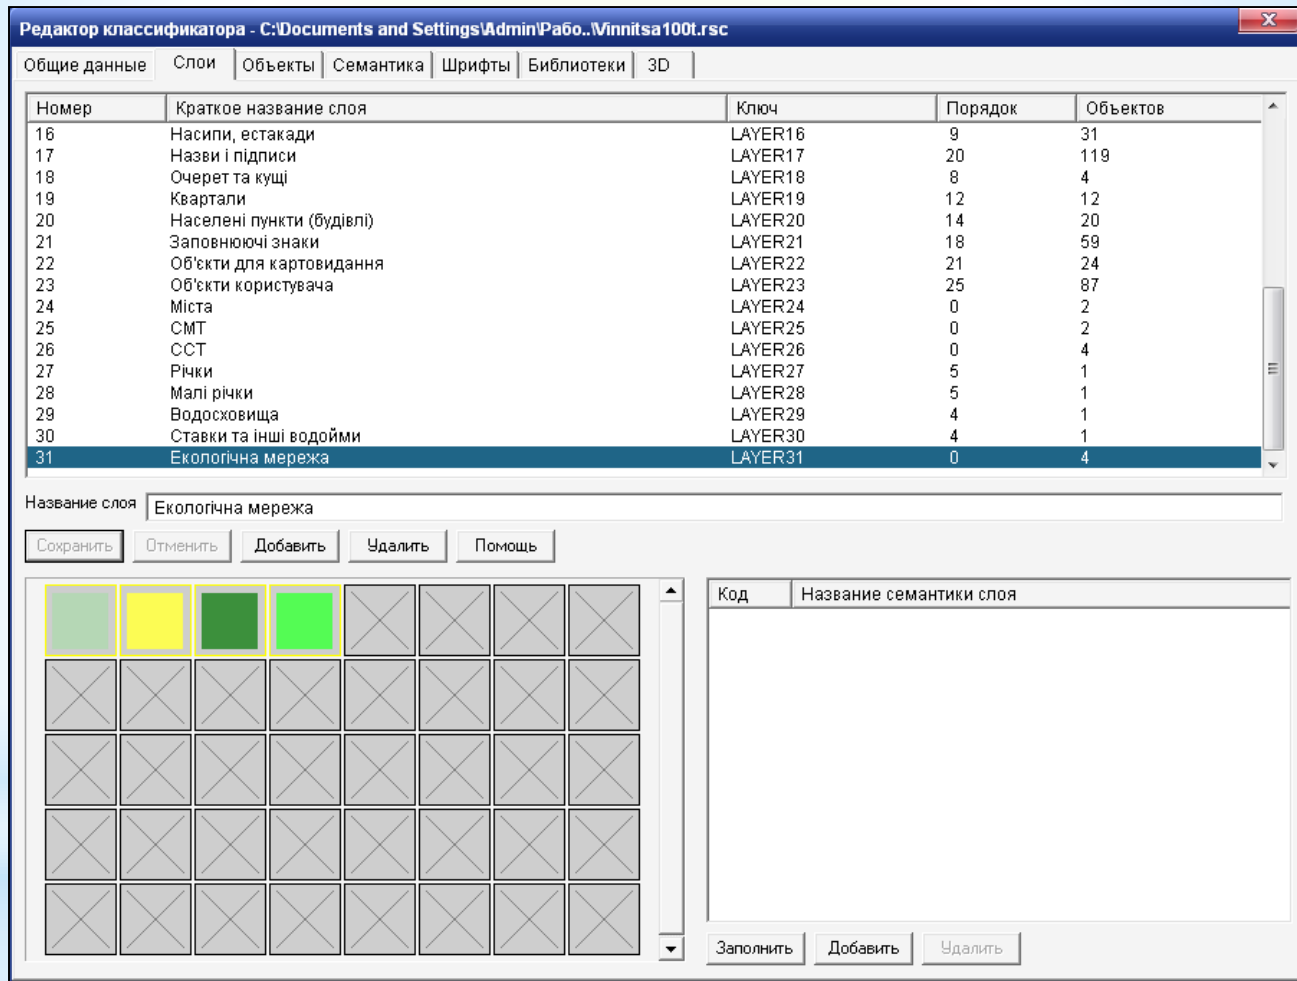 Редактор классификатора - C:\Documents and Settings\Admin\Рабо..\Vinnitsa100t.rsc
Общие данные Слои Объекты Семантика Шрифты Библиотеки 3D
Номер Краткое название слоя Ключ Порядок Объектов
16 Насипи, естакади LAYER16 9 31
17 Назви і підписи LAYER17 20 119
18 Очерет та кущі LAYER18 8 4
19 Квартали LAYER19 12 12
20 Населені пункти (будівлі) LAYER20 14 20
21 Заповнюючі знаки LAYER21 18 59
22 Об'єкти для картовидання LAYER22 21 24
23 Об'єкти користувача LAYER23 25 87
24 Міста LAYER24 0 2
25 СМТ LAYER25 0 2
26 ССТ LAYER26 0 4
27 Річки LAYER27 5 1
28 Малі річки LAYER28 5 1
29 Водосховища LAYER29 4 1
30 Ставки та інші водойми LAYER30 4 1
31 Екологічна мережа LAYER31 0 4
Название слоя Екологічна мережа
Сохранить Отменить Добавить Удалить Помощь
Код Название семантики слоя
Заполнить Добавить Удалить